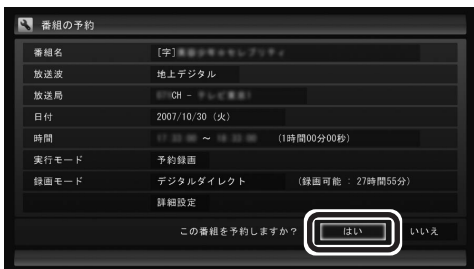 番組の予約
番組名 [字]
放送波 地上デジタル
放送局 CH -
日付 2007/10/30 (火)
時間 ~ (1時間00分00秒)
実行モード 予約録画
録画モード デジタルダイレクト (録画可能 : 27時間55分)
詳細設定
この番組を予約しますか? はい いいえ